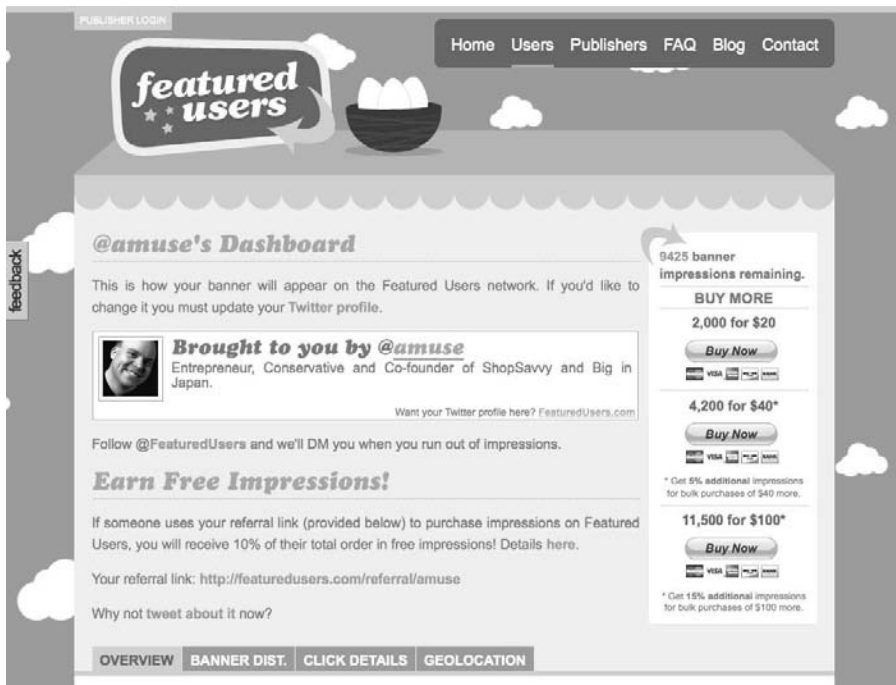 PUBLISHER LOGIN
Home Users Publishers FAQ Blog Contact
featured
users
feedback
@amuse's Dashboard
This is how your banner will appear on the Featured Users network. If you'd like to
change it you must update your Twitter profile.
Brought to you by @amuse
Entrepreneur, Conservative and Co-founder of ShopSavvy and Big in
Japan.
Want your Twitter profile here? FeaturedUsers.com
Follow @FeaturedUsers and we'll DM you when you run out of impressions.
Earn Free Impressions!
If someone uses your referral link (provided below) to purchase impressions on Featured
Users, you will receive 10% of their total order in free impressions! Details here.
Your referral link: http://featuredusers.com/referral/amuse
Why not tweet about it now?
OVERVIEW BANNER DIST. CLICK DETAILS GEOLOCATION
9425 banner
impressions remaining.
BUY MORE
2,000 for $20
Buy Now
VISA
4,200 for $40*
Buy Now
VISA
* Get 5% additional impressions
for bulk purchases of $40 more.
11,500 for $100*
Buy Now
VISA
* Get 15% additional impressions
for bulk purchases of $100 more.